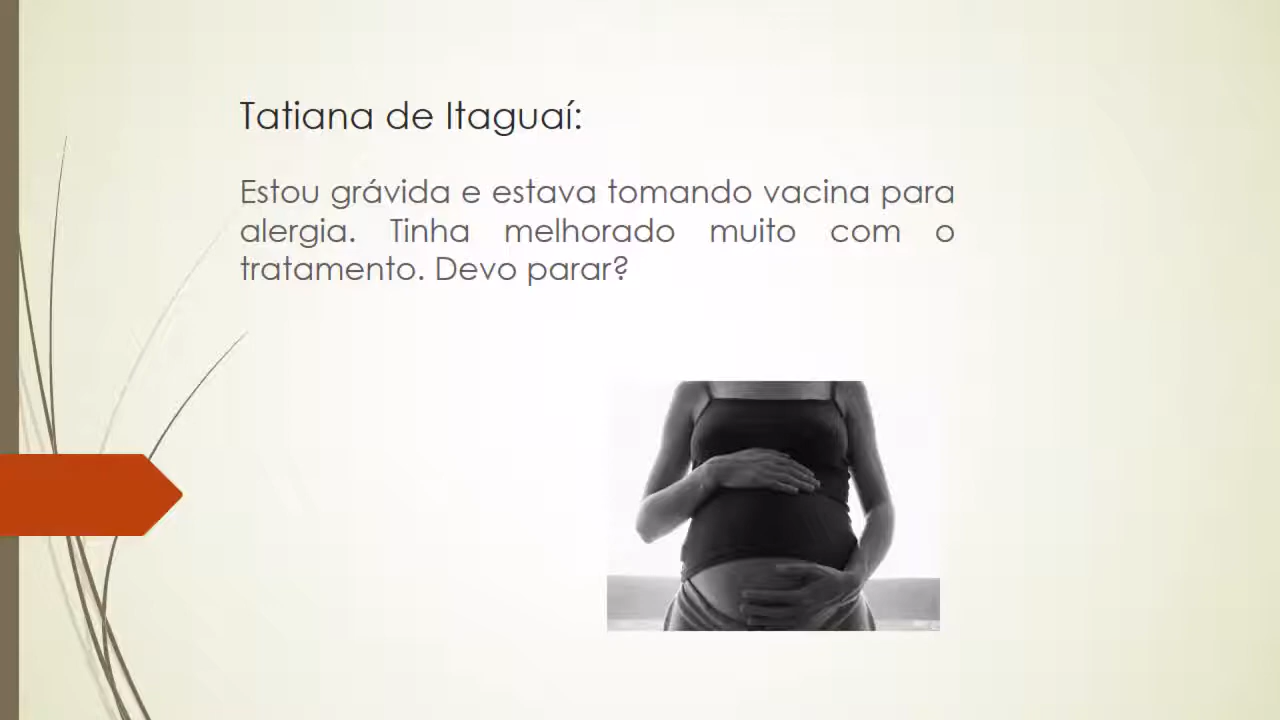 Tatiana de Itaguaí:
Estou grávida e estava tomando vacina para
alergia. Tinha melhorado muito com o
tratamento. Devo parar?